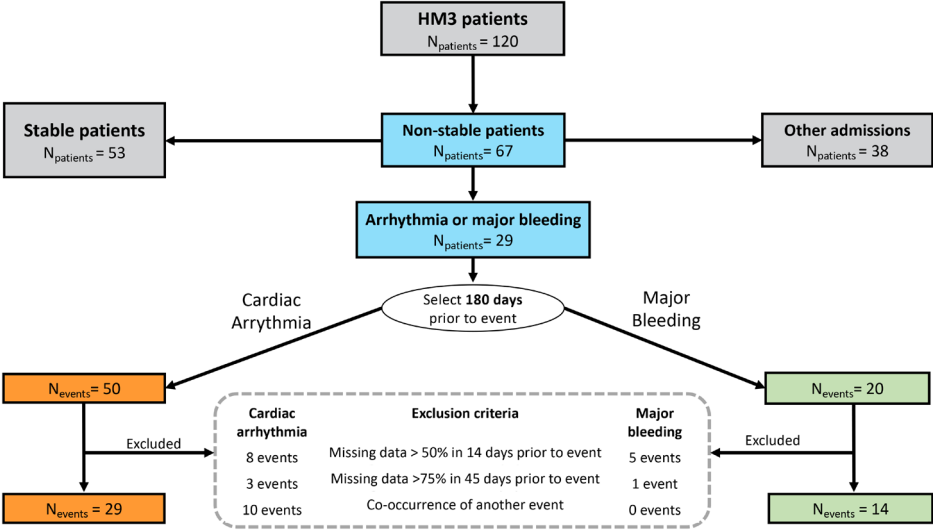 HM3 patients
Npatients = 120
Stable patients
Npatients = 53
Non-stable patients
Npatients = 67
Other admissions
Npatients = 38
Arrhythmia or major bleeding
Npatients = 29
Select 180 days
prior to event
Cardiac
Arrythmia
Major
Bleeding
Nevents = 50
Nevents = 20
Excluded
Excluded
Cardiac
arrhythmia
Exclusion criteria
Major
bleeding
8 events
Missing data > 50% in 14 days prior to event
5 events
3 events
Missing data >75% in 45 days prior to event
1 event
10 events
Co-occurrence of another event
0 events
Nevents = 29
Nevents = 14